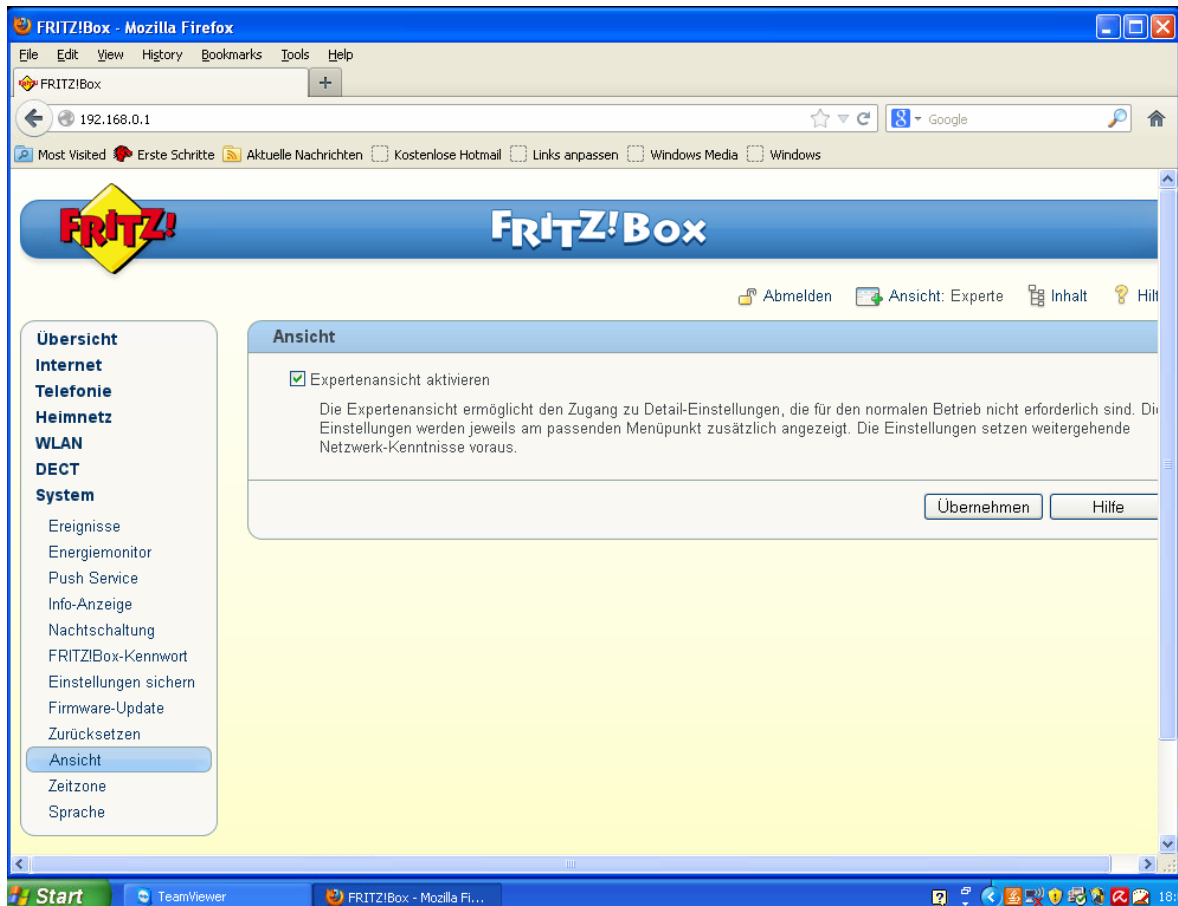 FRITZ!Box - Mozilla Firefox
File Edit View History Bookmarks Tools Help
FRITZ!Box
192.168.0.1
Google
Most Visited Erste Schritte Aktuelle Nachrichten Kostenlose Hotmail Links anpassen Windows Media Windows
FRITZ!
FRITZ!Box
Abmelden Ansicht: Experte Inhalt
Übersicht
Internet
Telefonie
Heimnetz
WLAN
DECT
System
Ereignisse
Energiemonitor
Push Service
Info-Anzeige
Nachtschaltung
FRITZ!Box-Kennwort
Einstellungen sichern
Firmware-Update
Zurücksetzen
Ansicht
Zeitzone
Sprache
Ansicht
Expertenansicht aktivieren
Die Expertenansicht ermöglicht den Zugang zu Detail-Einstellungen, die für den normalen Betrieb nicht erforderlich sind.
Einstellungen werden jeweils am passenden Menüpunkt zusätzlich angezeigt. Die Einstellungen setzen weitergehende
Netzwerk-Kenntnisse voraus.
Übernehmen Hilfe
Start TeamViewer FRITZ!Box - Mozilla Fi... 18: